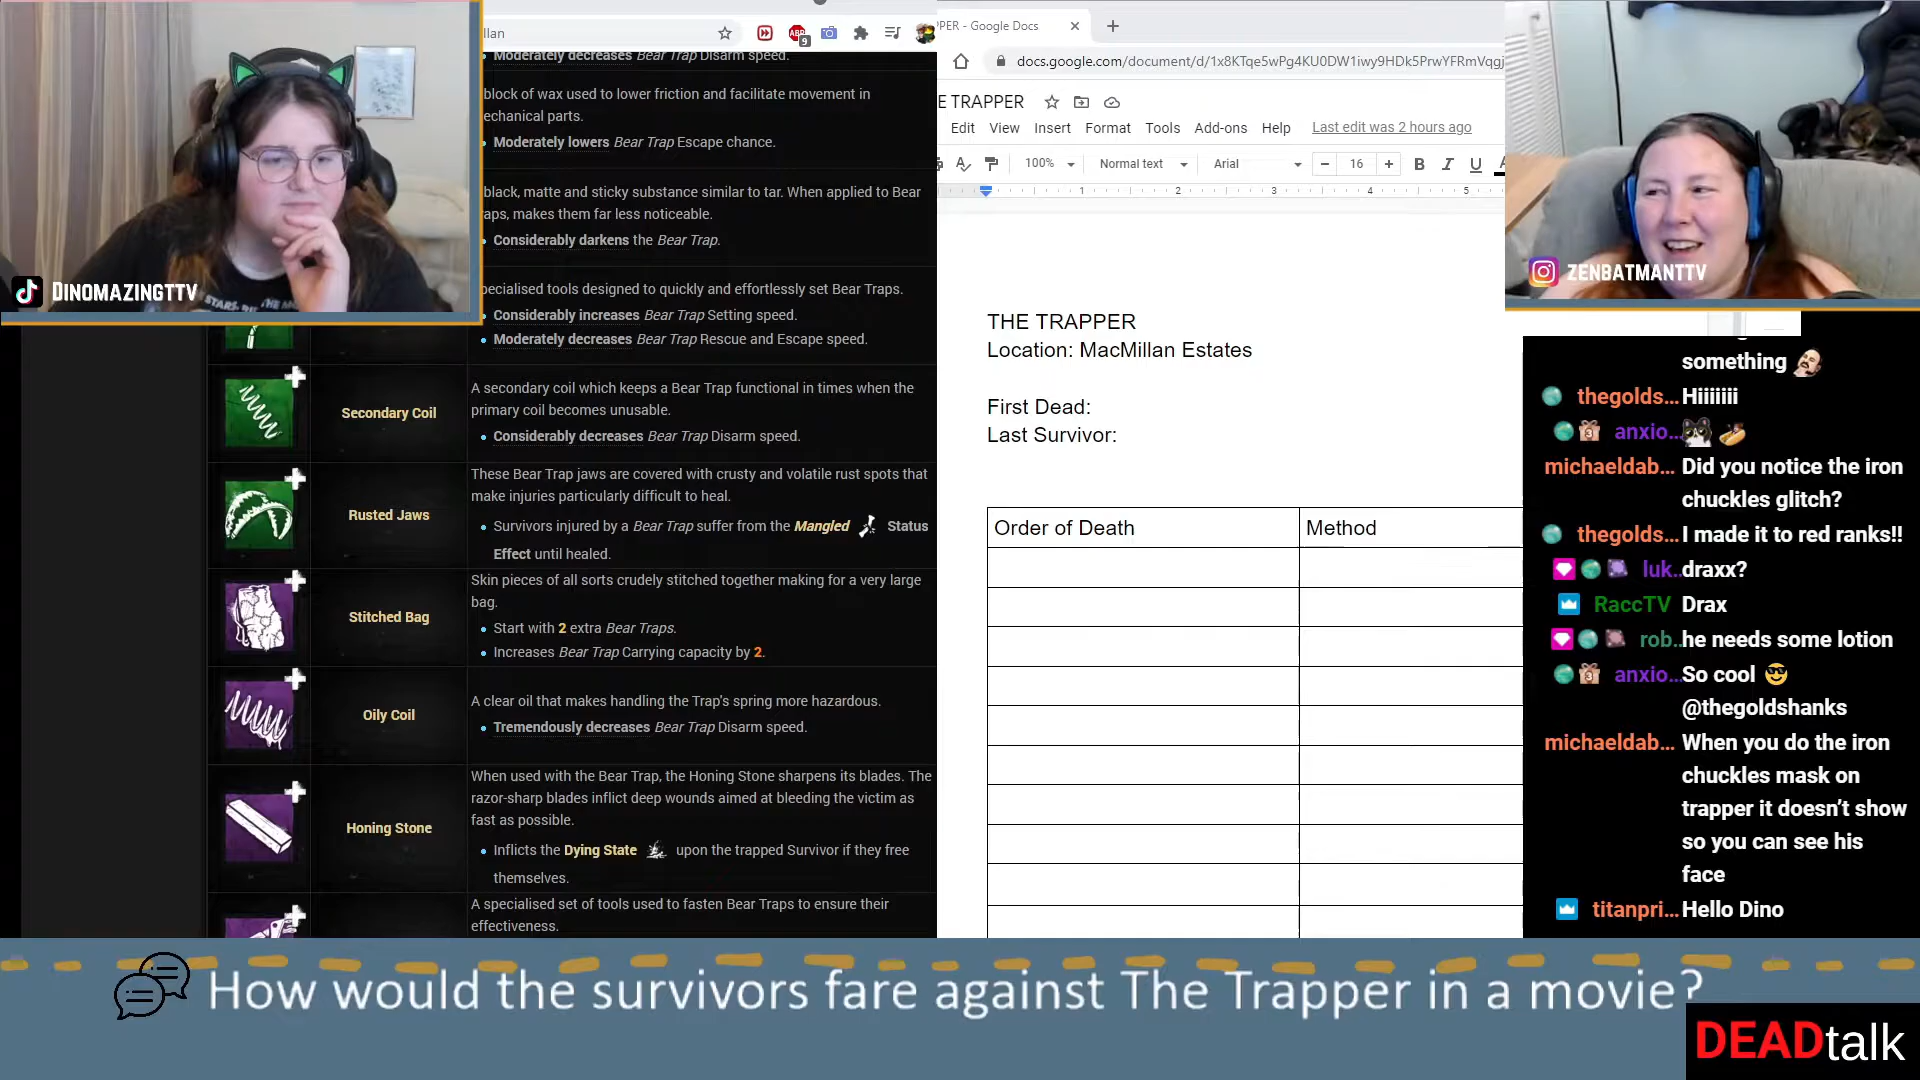 DINOMAZINGTTV
llan
9
Moderately decreases Bear Trap Disarm speed.
block of wax used to lower friction and facilitate movement in
echanical parts.
Moderately lowers Bear Trap Escape chance.
black, matte and sticky substance similar to tar. When applied to Bear
aps, makes them far less noticeable.
Considerably darkens the Bear Trap.
pecialised tools designed to quickly and effortlessly set Bear Traps.
Considerably increases Bear Trap Setting speed.
Moderately decreases Bear Trap Rescue and Escape speed.
Secondary Coil
A secondary coil which keeps a Bear Trap functional in times when the
primary coil becomes unusable.
Considerably decreases Bear Trap Disarm speed.
Rusted Jaws
These Bear Trap jaws are covered with crusty and volatile rust spots that
make injuries particularly difficult to heal.
Survivors injured by a Bear Trap suffer from the Mangled Status
Effect until healed.
Stitched Bag
Skin pieces of all sorts crudely stitched together making for a very large
bag.
Start with 2 extra Bear Traps.
Increases Bear Trap Carrying capacity by 2.
Oily Coil
A clear oil that makes handling the Trap's spring more hazardous.
Tremendously decreases Bear Trap Disarm speed.
Honing Stone
When used with the Bear Trap, the Honing Stone sharpens its blades. The
razor-sharp blades inflict deep wounds aimed at bleeding the victim as
fast as possible.
Inflicts the Dying State upon the trapped Survivor if they free
themselves.
A specialised set of tools used to fasten Bear Traps to ensure their
effectiveness.
PER - Google Docs
docs.google.com/document/d/1x8KTqe5wPg4KU0DW1iwy9HDk5PrwYFRmVqgj
E TRAPPER
Edit View Insert Format Tools Add-ons Help Last edit was 2 hours ago
100% Normal text Arial 16 B I U A
1 2 3 4 5
THE TRAPPER
Location: MacMillan Estates
First Dead:
Last Survivor:
Order of Death Method
ZENBATMANTTV
something
thegolds... Hiiiiiii
anxio...
michaeldab... Did you notice the iron
chuckles glitch?
thegolds... I made it to red ranks!!
luk.. draxx?
RaccTV Drax
rob.. he needs some lotion
anxio... So cool
@thegoldshanks
michaeldab... When you do the iron
chuckles mask on
trapper it doesn't show
so you can see his
face
titanpri... Hello Dino
How would the survivors fare against The Trapper in a movie?
DEADtalk